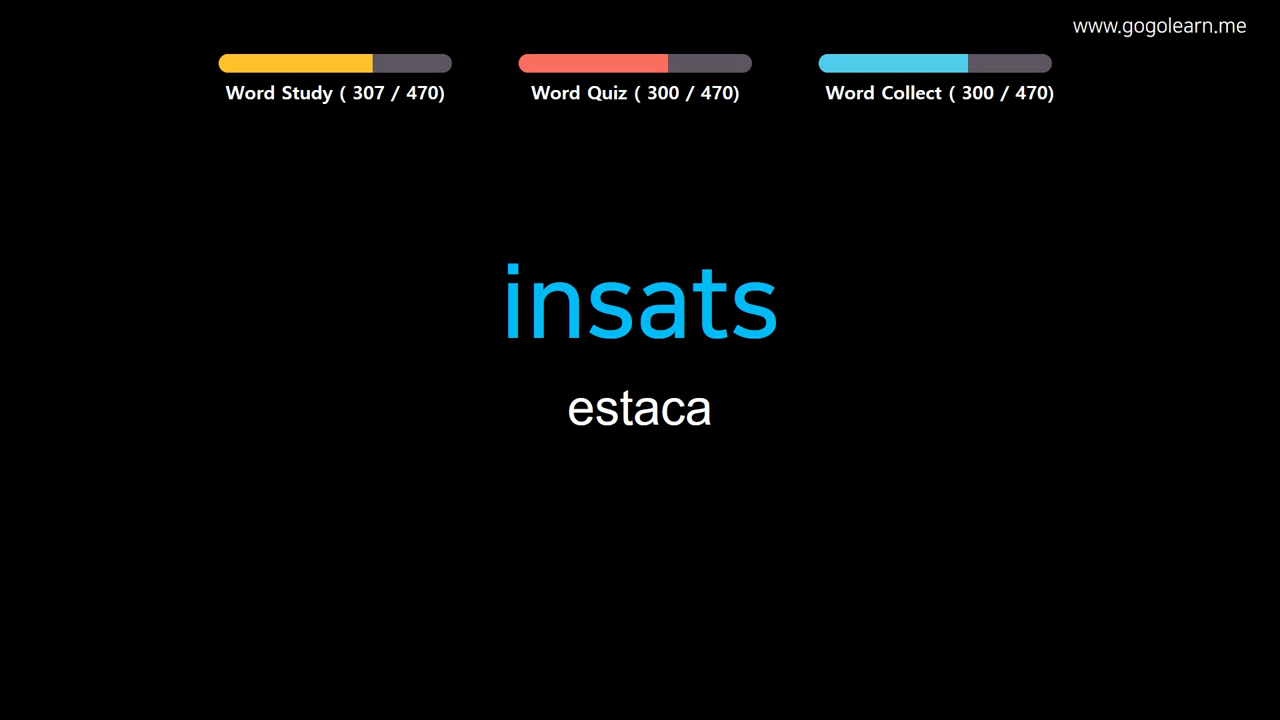 www.gogolearn.me
Word Study ( 307 / 470)
Word Quiz ( 300 / 470)
Word Collect ( 300 / 470)
insats
estaca